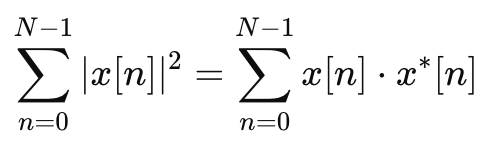 \sum_{n=0}^{N-1} |x[n]|^2 = \sum_{n=0}^{N-1} x[n] \cdot x^*[n]